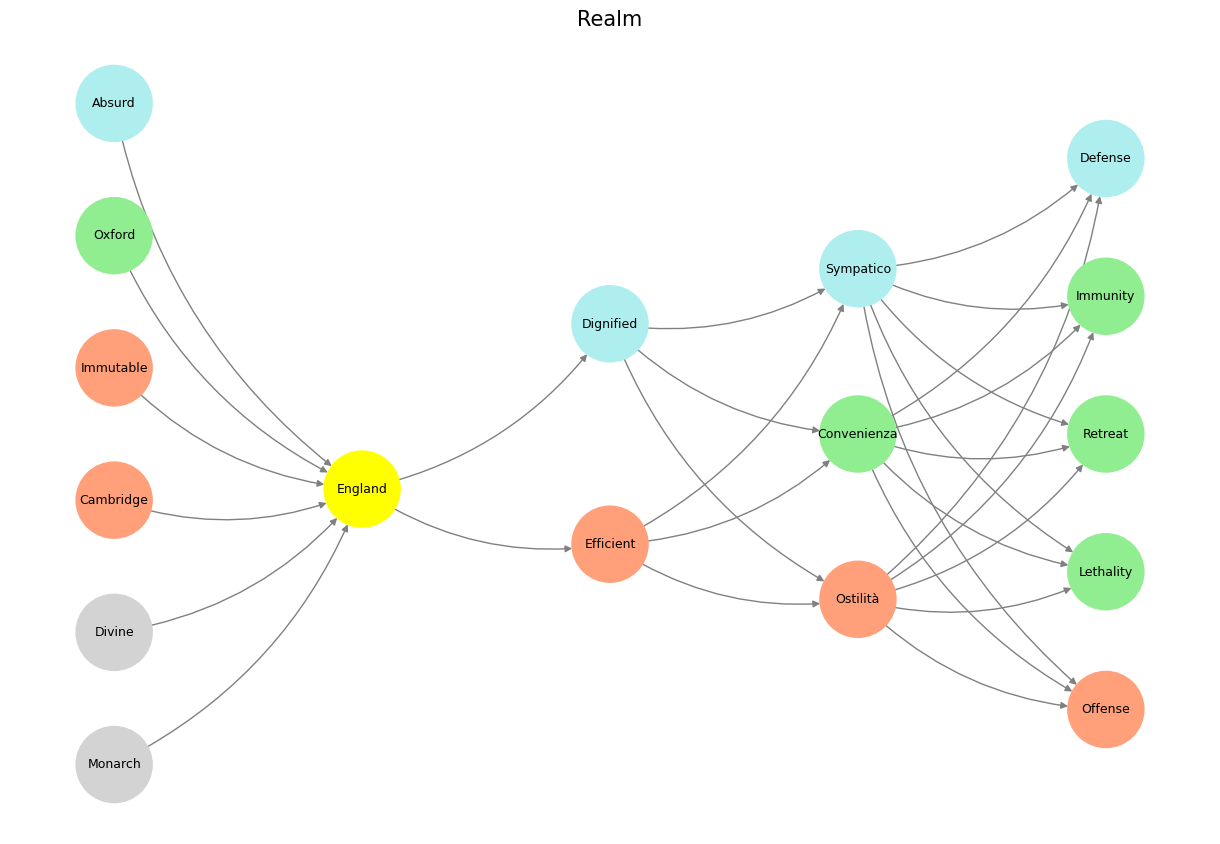 Realm
Absurd
Oxford
Immutable
Cambridge
Divine
Monarch
England
Dignified
Efficient
Sympatico
Convenienza
Ostilità
Defense
Immunity
Retreat
Lethality
Offense